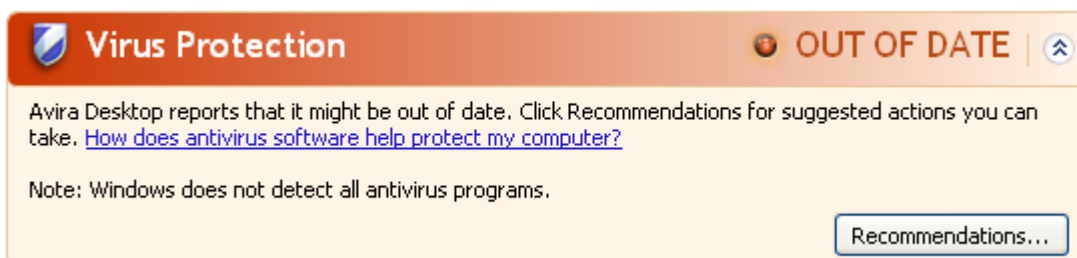 Virus Protection OUT OF DATE
Avira Desktop reports that it might be out of date. Click Recommendations for suggested actions you can
take. How does antivirus software help protect my computer?
Note: Windows does not detect all antivirus programs.
Recommendations...